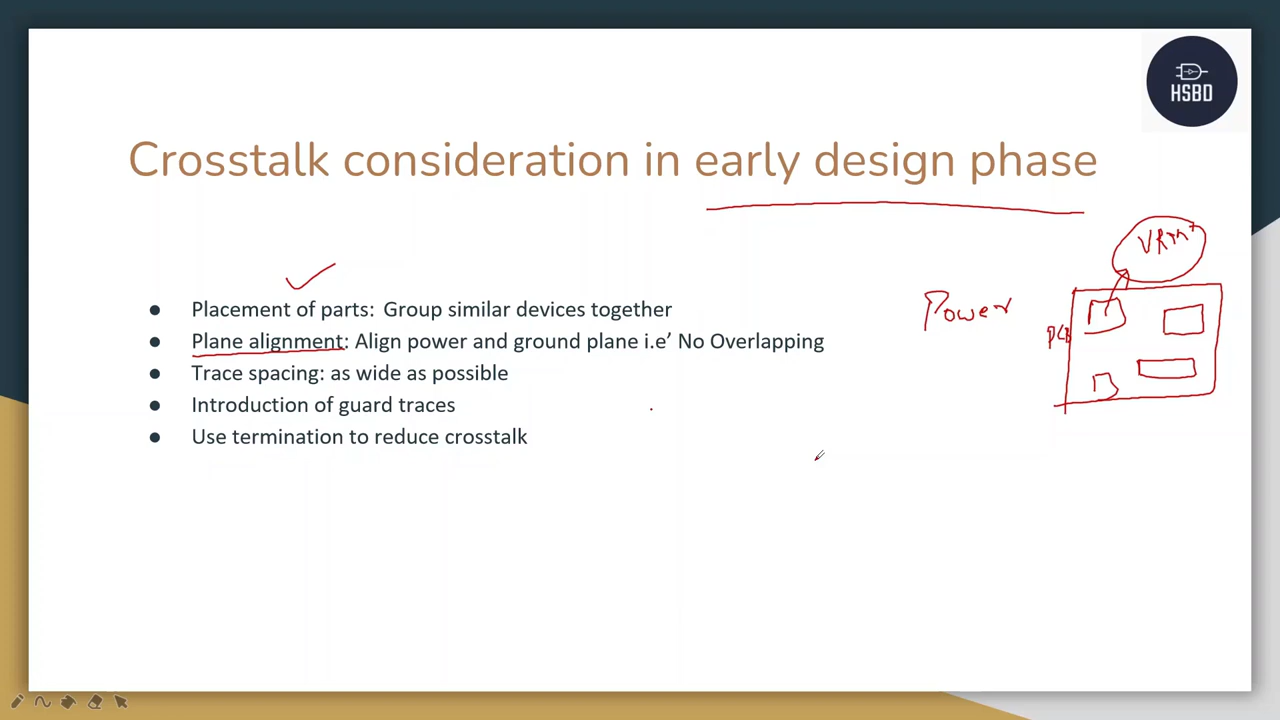 HSBD
Crosstalk consideration in early design phase
VRM
● Placement of parts: Group similar devices together
Power
PCB
● Plane alignment: Align power and ground plane i.e’ No Overlapping
● Trace spacing: as wide as possible
● Introduction of guard traces
● Use termination to reduce crosstalk